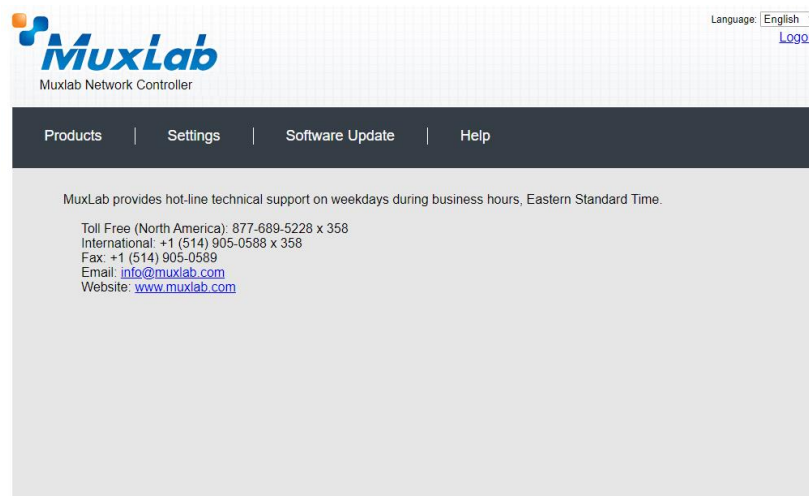 Language: English
Logo
MuxLab
Muxlab Network Controller
Products | Settings | Software Update | Help
MuxLab provides hot-line technical support on weekdays during business hours, Eastern Standard Time.
Toll Free (North America): 877-689-5228 x 358
International: +1 (514) 905-0588 x 358
Fax: +1 (514) 905-0589
Email: info@muxlab.com
Website: www.muxlab.com